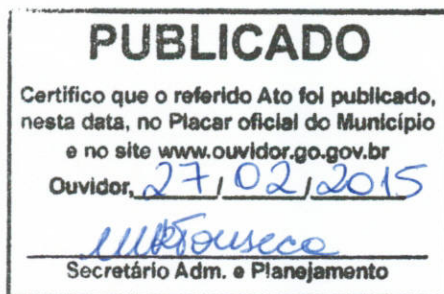 PUBLICADO
Certifico que o referido Ato foi publicado,
nesta data, no Placar oficial do Município
e no site www.ouvidor.go.gov.br
Ouvidor, 27/02/2015
Secretário Adm. e Planejamento